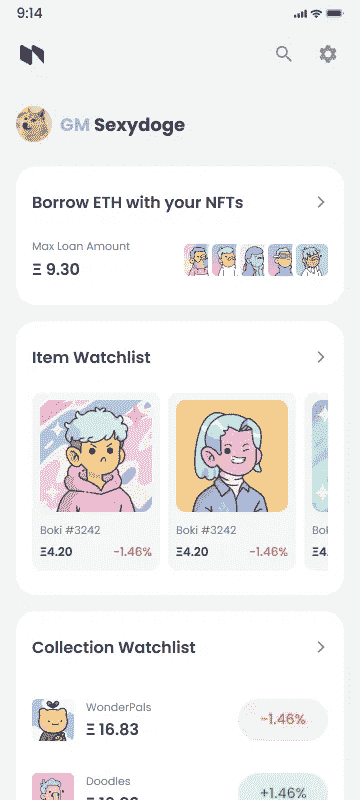 9:14
GM Sexydoge
Borrow ETH with your NFTs
Max Loan Amount
Ξ 9.30
Item Watchlist
Boki #3242
Ξ4.20 -1.46%
Boki #3242
Ξ4.20 -1.46%
Ξ4.
Collection Watchlist
WonderPals
Ξ 16.83
-1.46%
Doodles
+1.46%